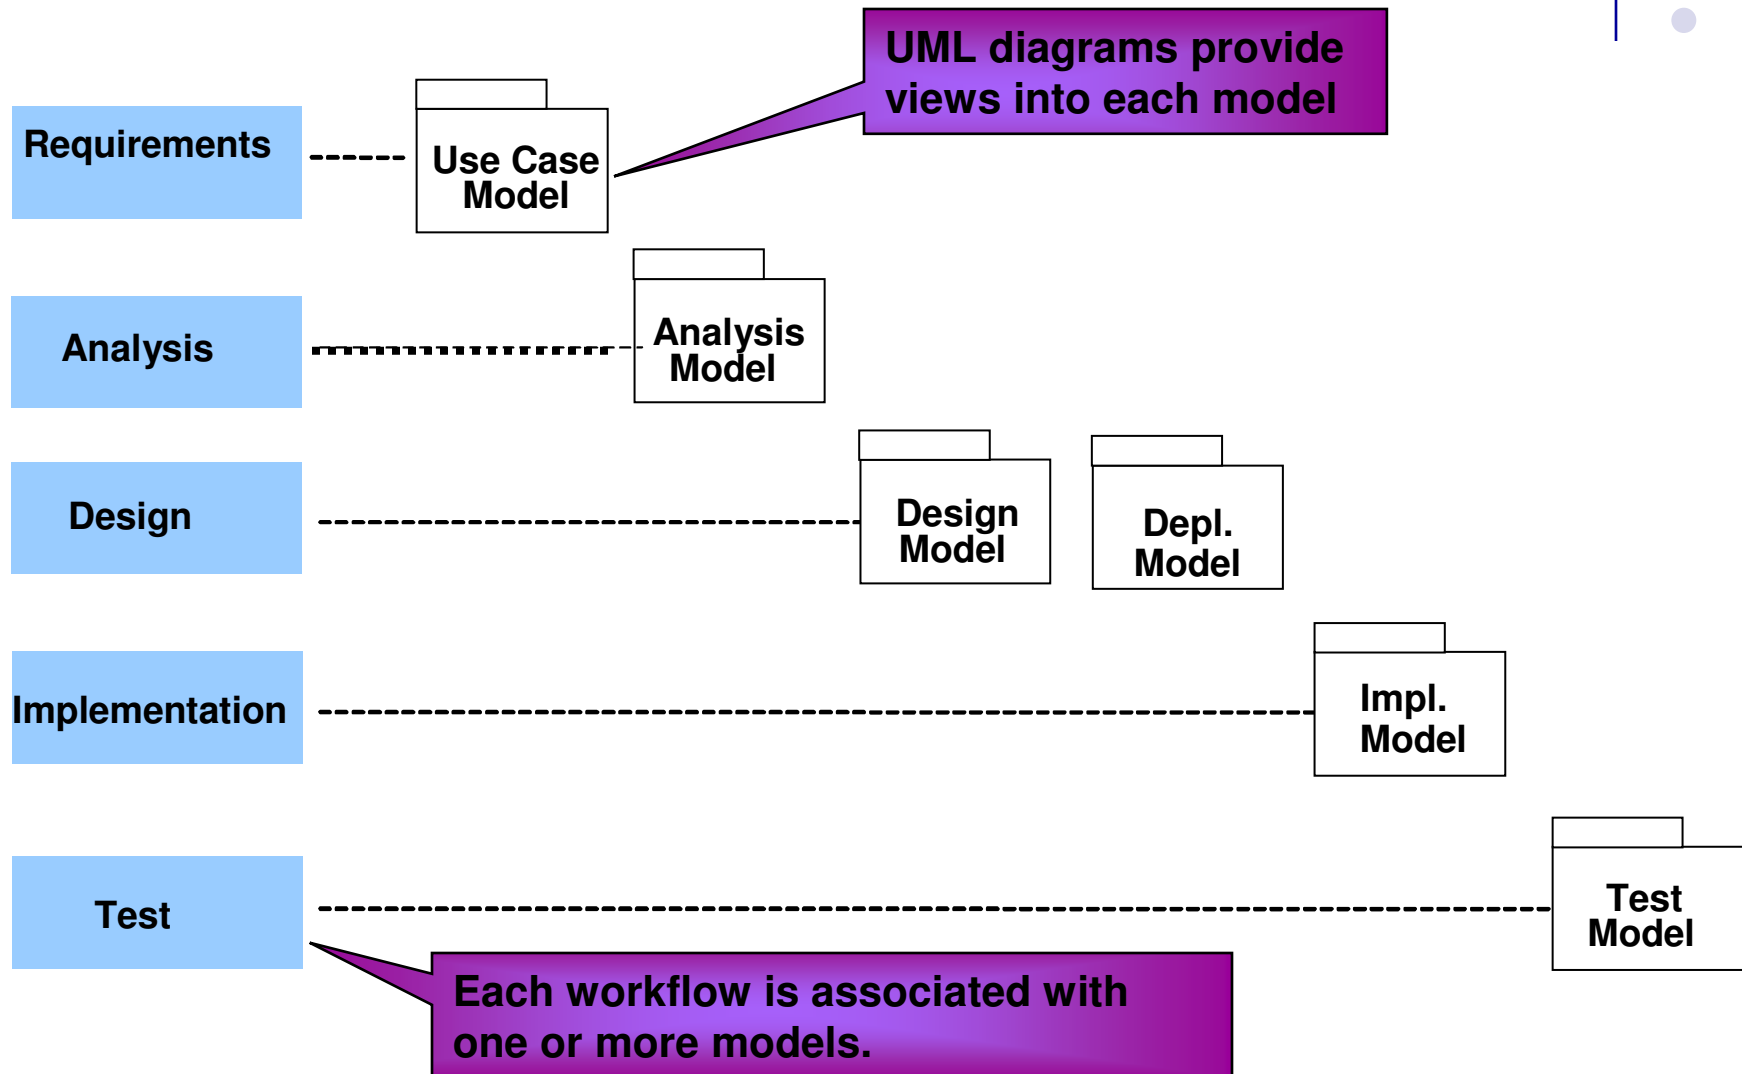 UML diagrams provide
views into each model
Requirements
Use Case
Model
Analysis
Analysis
Model
Design
Design
Model
Depl.
Model
Implementation
Impl.
Model
Test
Test
Model
Each workflow is associated with
one or more models.